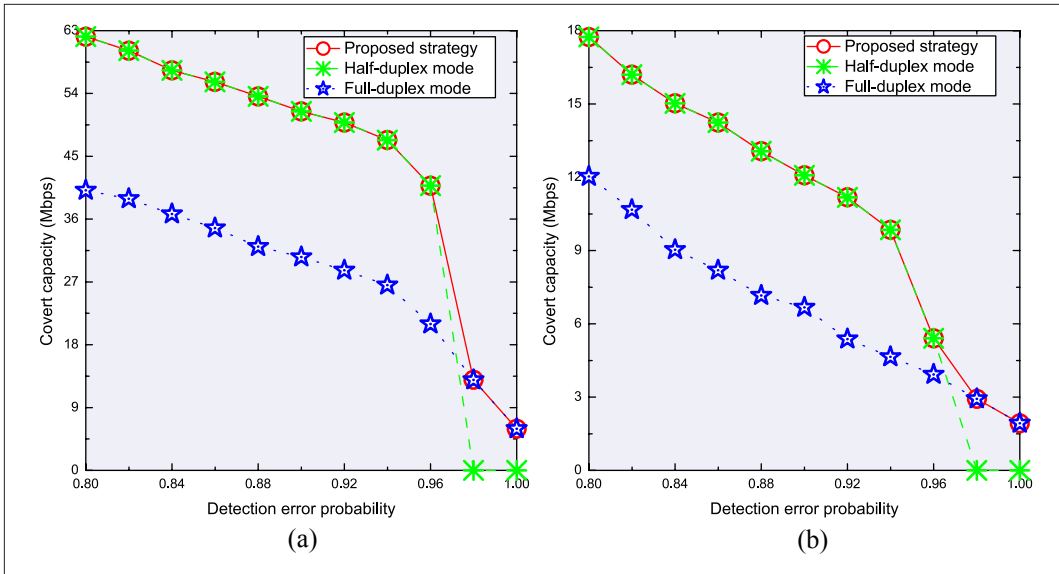 63
54
45
36
27
18
9
0
Covert capacity (Mbps)
Proposed strategy
Half-duplex mode
Full-duplex mode
0.80
0.84
0.88
0.92
0.96
1.00
Detection error probability
(a)
18
15
12
9
6
3
0
Covert capacity (Mbps)
Proposed strategy
Half-duplex mode
Full-duplex mode
0.80
0.84
0.88
0.92
0.96
1.00
Detection error probability
(b)